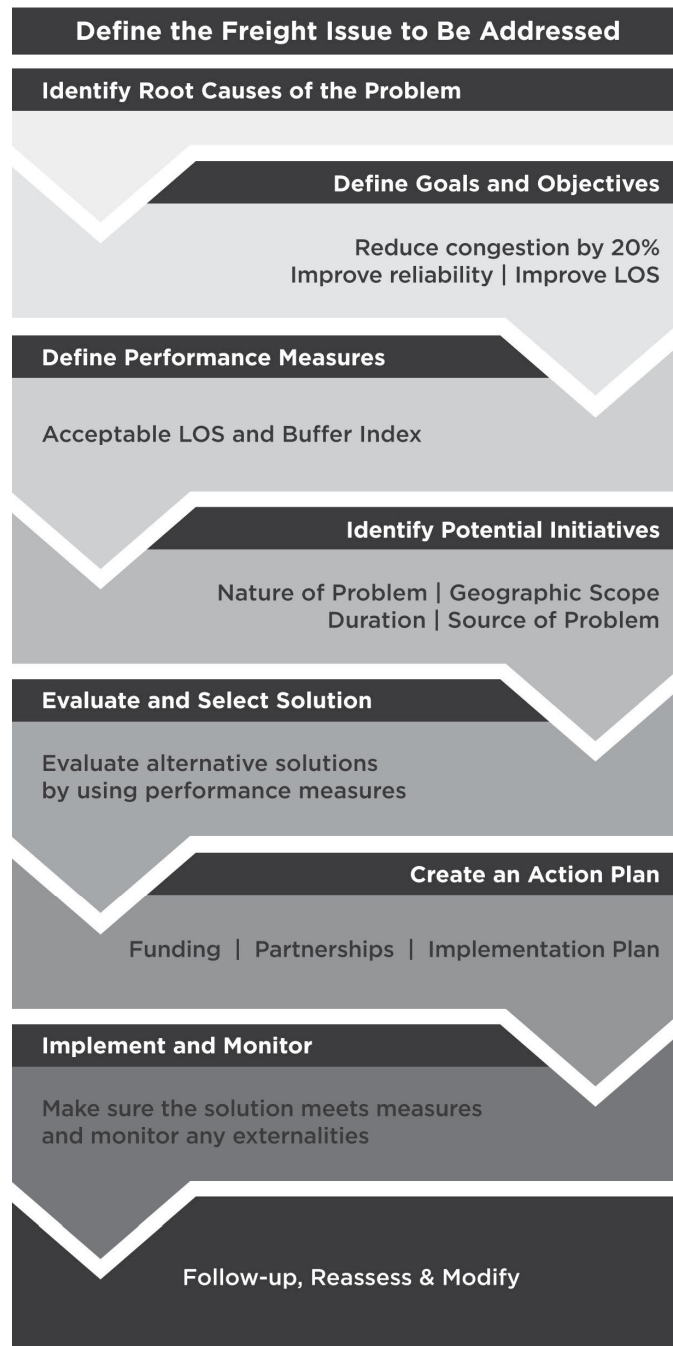 Define the Freight Issue to Be Addressed
Identify Root Causes of the Problem
Define Goals and Objectives
Reduce congestion by 20%
Improve reliability | Improve LOS
Define Performance Measures
Acceptable LOS and Buffer Index
Identify Potential Initiatives
Nature of Problem | Geographic Scope
Duration | Source of Problem
Evaluate and Select Solution
Evaluate alternative solutions
by using performance measures
Create an Action Plan
Funding | Partnerships | Implementation Plan
Implement and Monitor
Make sure the solution meets measures
and monitor any externalities
Follow-up, Reassess & Modify